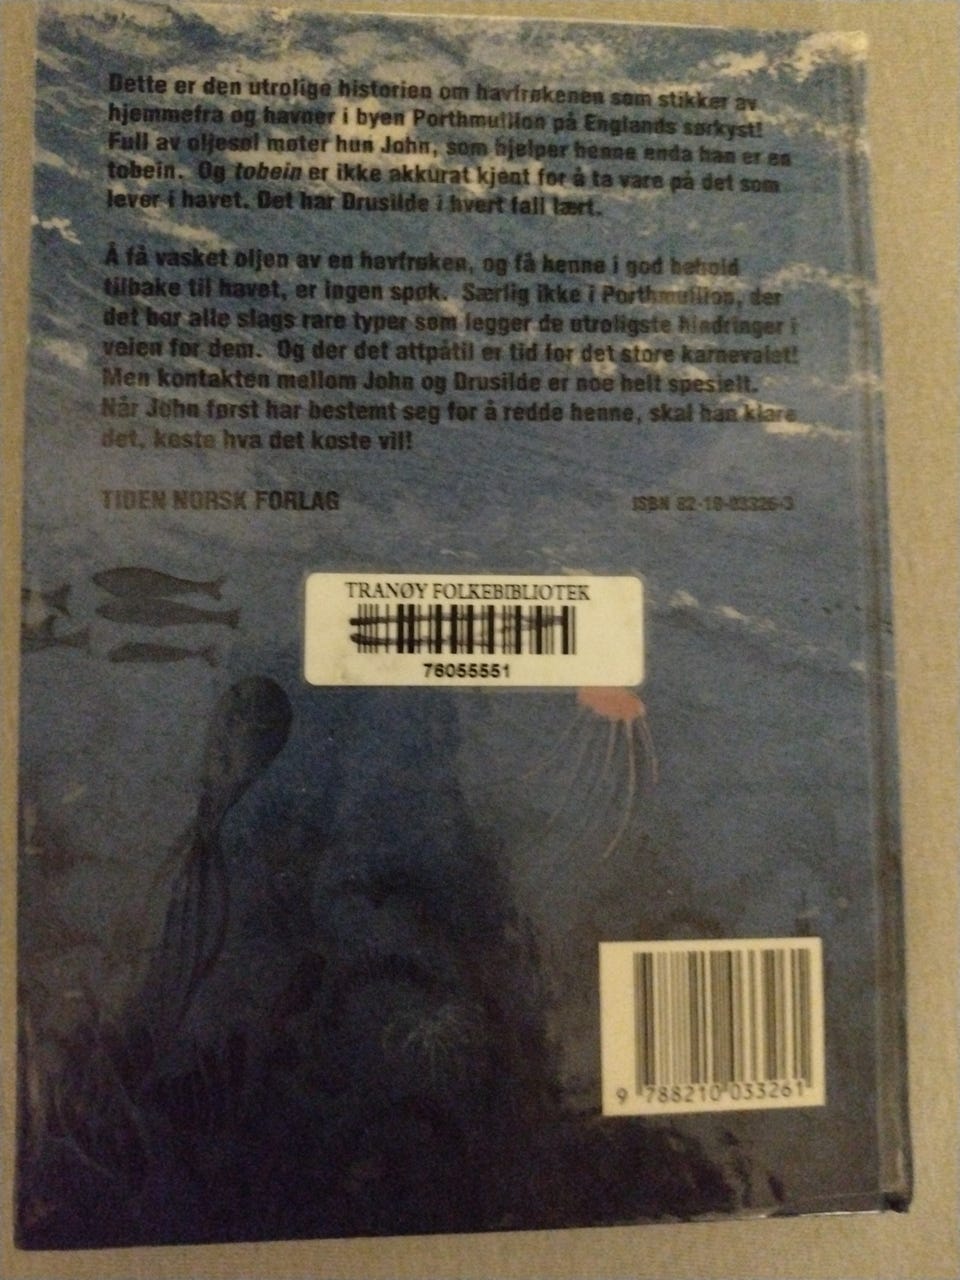 Dette er den utrolige historien om havfrøkenen som stikker av
hjemmefra og havner i byen Porthmullion på Englands sørkyst!
Full av oljesøl møter hun John, som hjelper henne enda han er en
tobein. Og tobein er ikke akkurat kjent for å ta vare på det som
lever i havet. Det har Drusilde i hvert fall lært.
Å få vasket oljen av en havfrøken, og få henne i god behold
tilbake til havet, er ingen spøk. Særlig ikke i Porthmullion, der
det bor alle slags rare typer som legger de utroligste hindringer i
veien for dem. Og der det attpåtil er tid for det store karnevalet!
Men kontakten mellom John og Drusilde er noe helt spesielt.
Når John først har bestemt seg for å redde henne, skal han klare
det, koste hva det koste vil!
TIDEN NORSK FORLAG
ISBN 82-10-03326-3
TRANØY FOLKEBIBLIOTEK
76055551
9 788210 033261